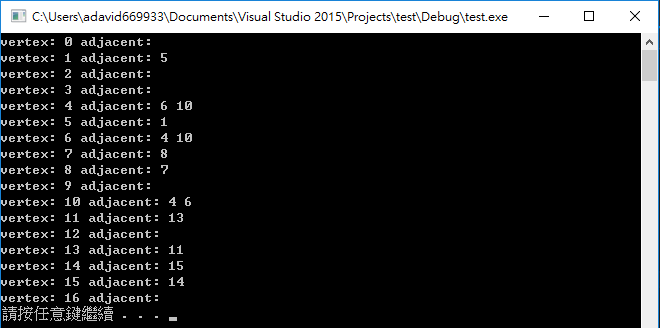 C:\Users\adavid669933\Documents\Visual Studio 2015\Projects\test\Debug\test.exe
vertex: 0 adjacent:
vertex: 1 adjacent: 5
vertex: 2 adjacent:
vertex: 3 adjacent:
vertex: 4 adjacent: 6 10
vertex: 5 adjacent: 1
vertex: 6 adjacent: 4 10
vertex: 7 adjacent: 8
vertex: 8 adjacent: 7
vertex: 9 adjacent:
vertex: 10 adjacent: 4 6
vertex: 11 adjacent: 13
vertex: 12 adjacent:
vertex: 13 adjacent: 11
vertex: 14 adjacent: 15
vertex: 15 adjacent: 14
vertex: 16 adjacent:
請按任意鍵繼續 . . .